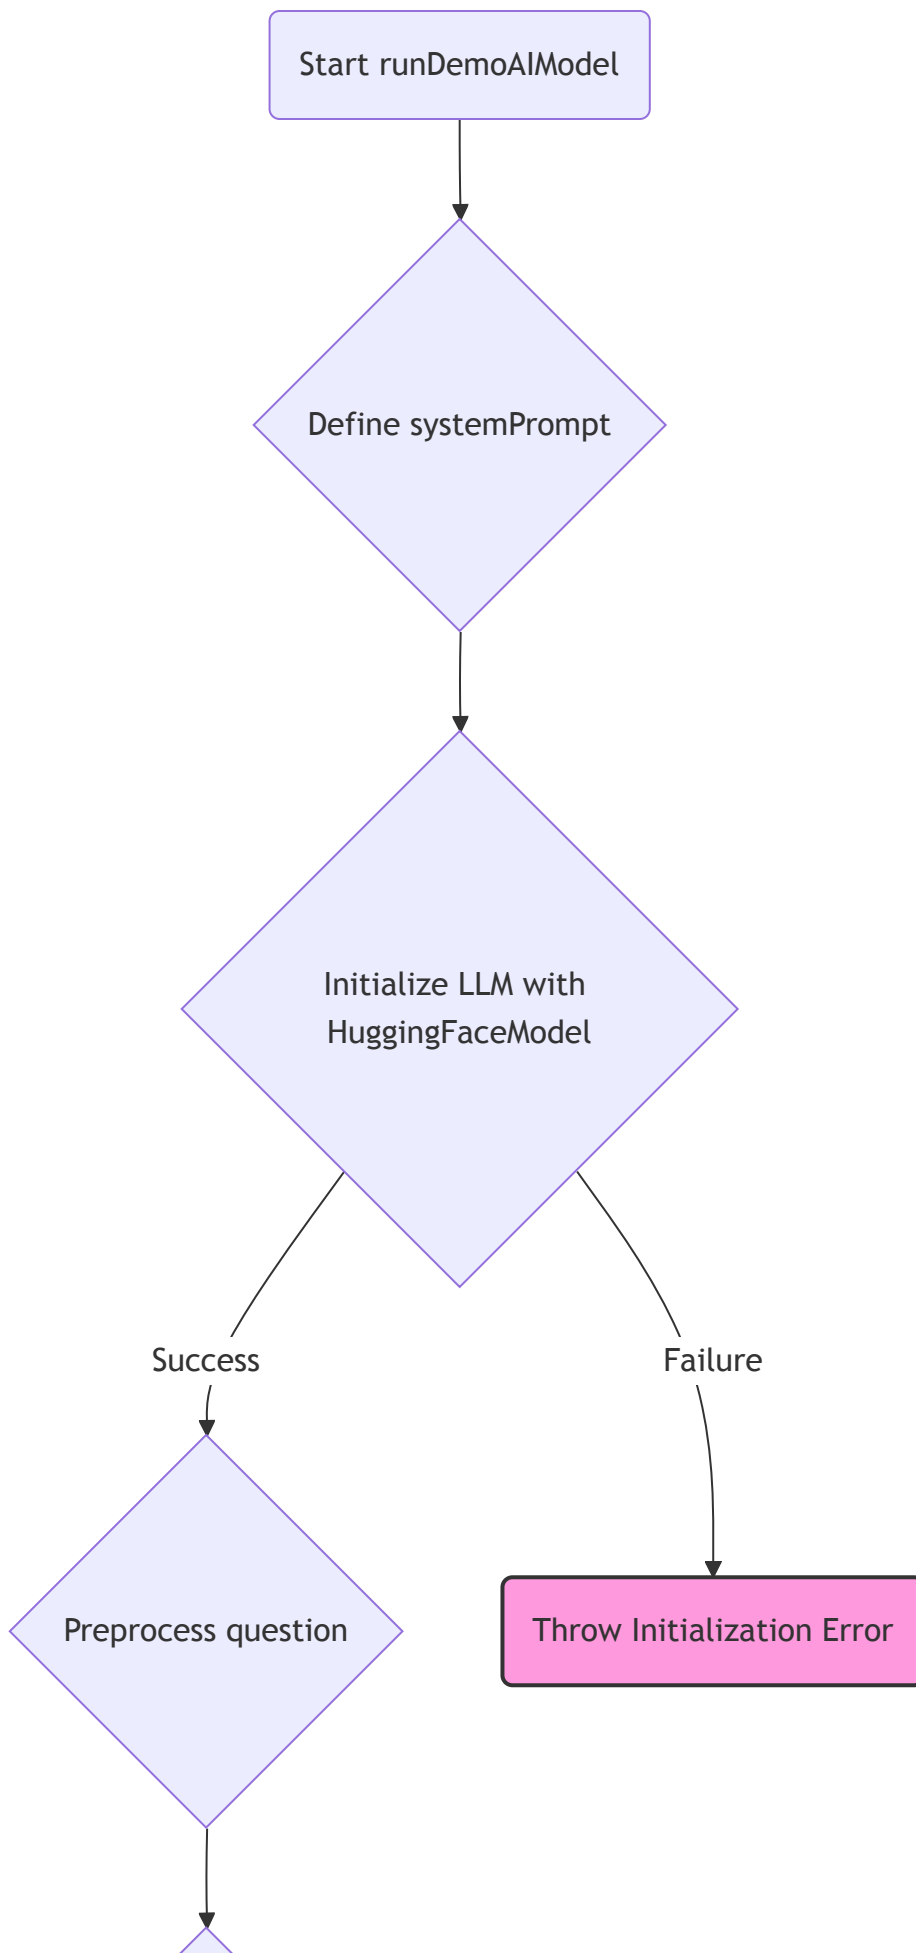 Start runDemoAIModel
Define systemPrompt
Initialize LLM with
HuggingFaceModel
Success
Failure
Preprocess question
Throw Initialization Error